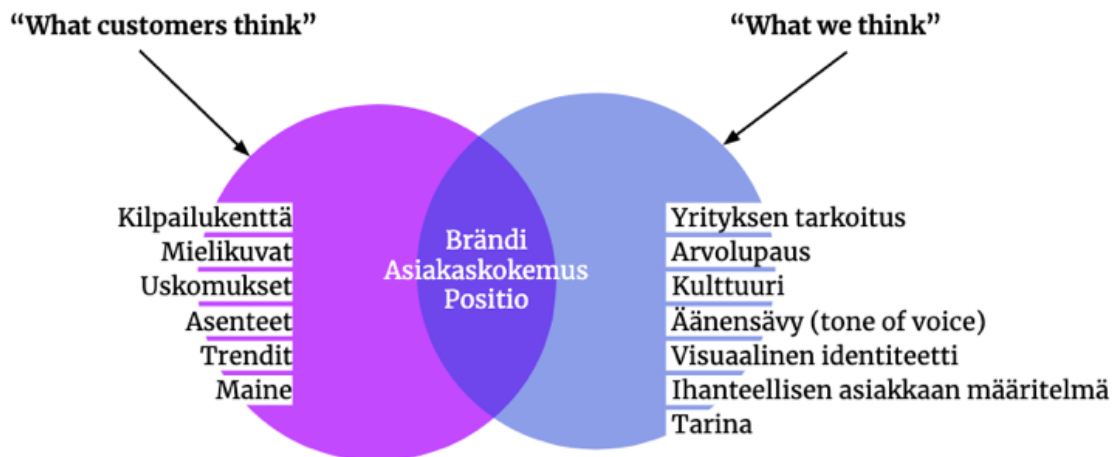 “What customers think”
“What we think”
Kilpailukenttä
Mielikuvat
Uskomukset
Asenteet
Trendit
Maine
Brändi
Asiakaskokemus
Positio
Yrityksen tarkoitus
Arvolupaus
Kulttuuri
Äänensävy (tone of voice)
Visuaalinen identiteetti
Ihanteellisen asiakkaan määritelmä
Tarina